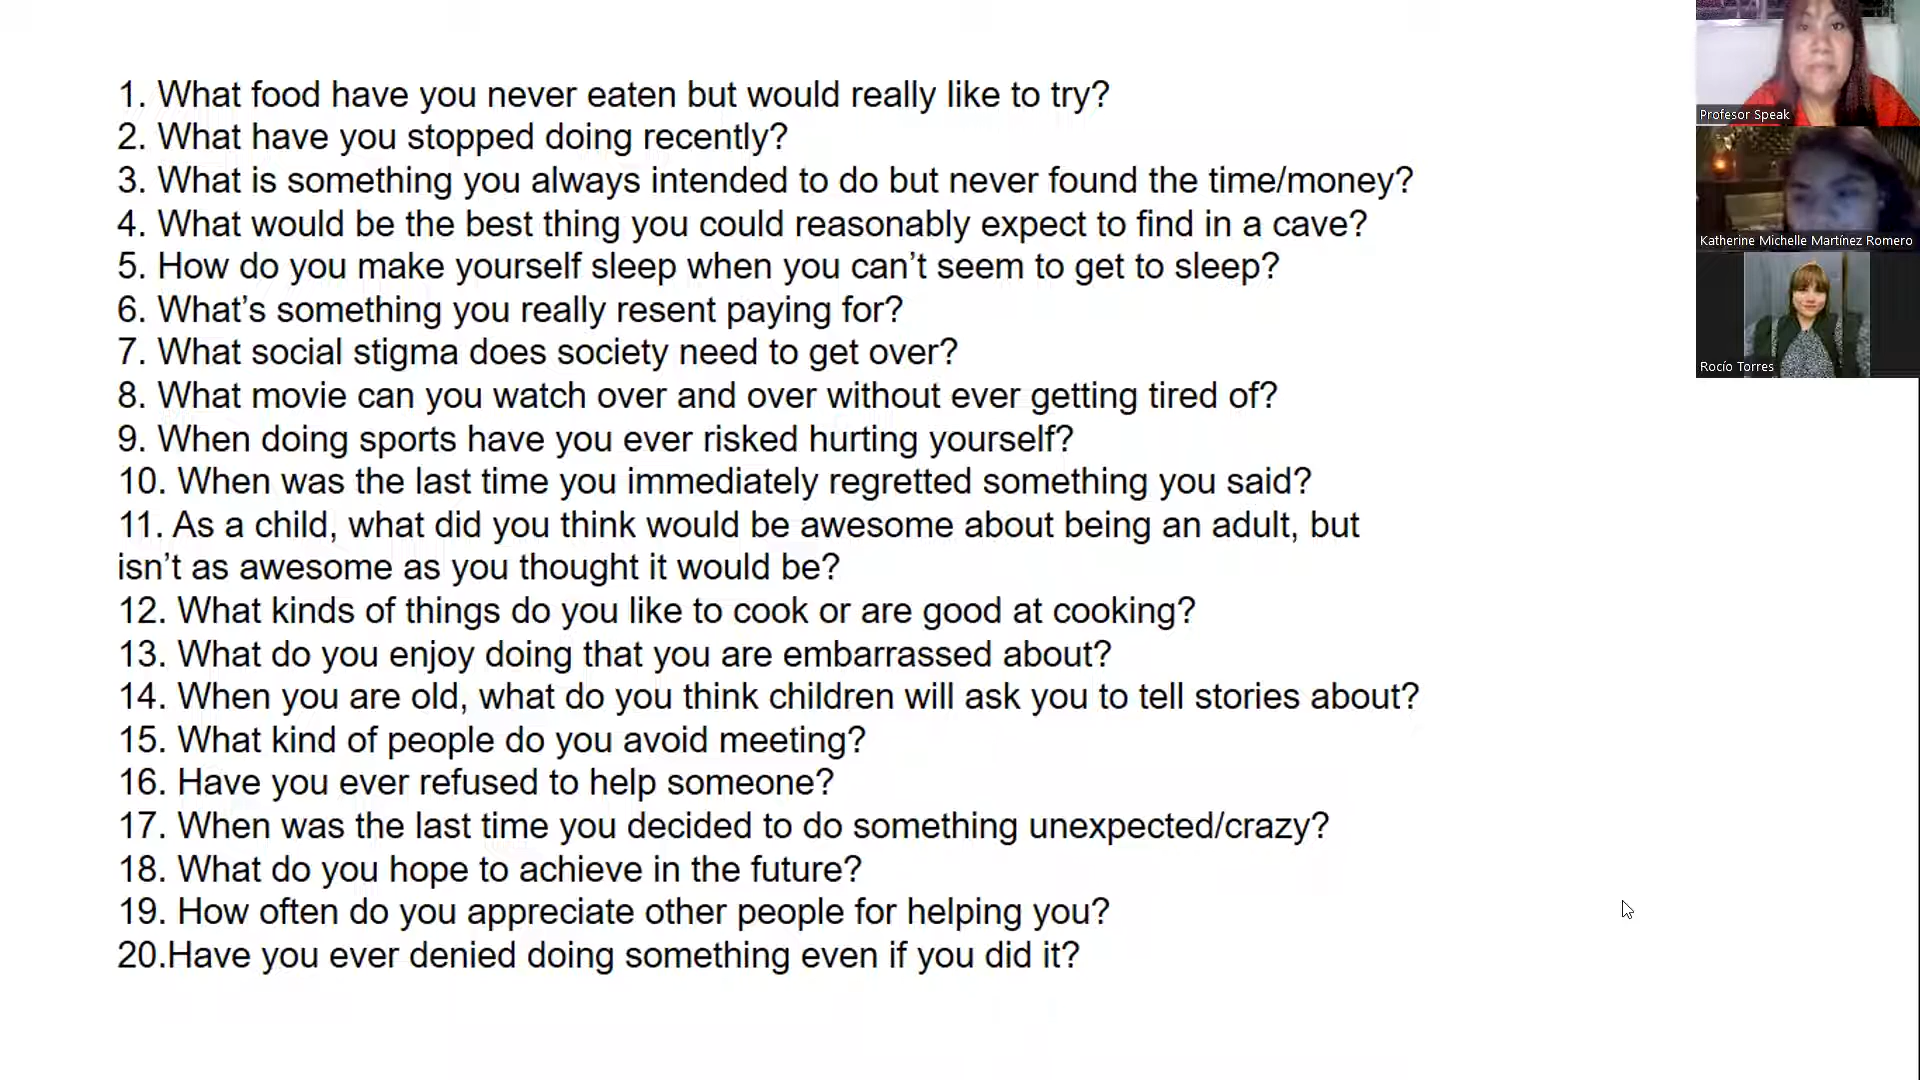 1. What food have you never eaten but would really like to try?
2. What have you stopped doing recently?
3. What is something you always intended to do but never found the time/money?
4. What would be the best thing you could reasonably expect to find in a cave?
5. How do you make yourself sleep when you can’t seem to get to sleep?
6. What’s something you really resent paying for?
7. What social stigma does society need to get over?
8. What movie can you watch over and over without ever getting tired of?
9. When doing sports have you ever risked hurting yourself?
10. When was the last time you immediately regretted something you said?
11. As a child, what did you think would be awesome about being an adult, but
isn’t as awesome as you thought it would be?
12. What kinds of things do you like to cook or are good at cooking?
13. What do you enjoy doing that you are embarrassed about?
14. When you are old, what do you think children will ask you to tell stories about?
15. What kind of people do you avoid meeting?
16. Have you ever refused to help someone?
17. When was the last time you decided to do something unexpected/crazy?
18. What do you hope to achieve in the future?
19. How often do you appreciate other people for helping you?
20.Have you ever denied doing something even if you did it?
Profesor Speak
Katherine Michelle Martínez Romero
Rocío Torres